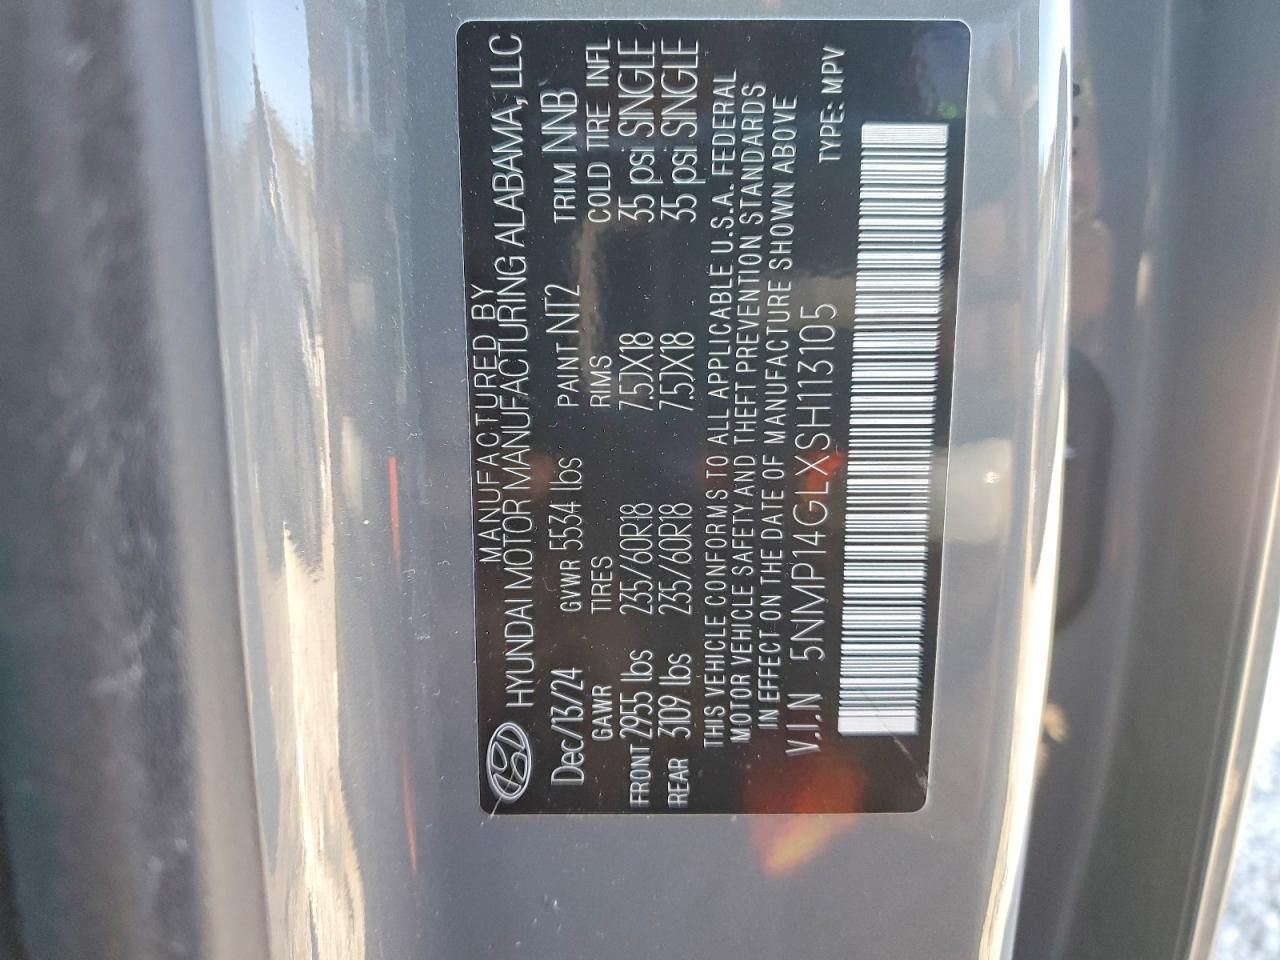 MANUFACTURED BY
HYUNDAI MOTOR MANUFACTURING ALABAMA, LLC
Dec/13/24 GVWR 5534 lbs PAINT NT2 TRIM NNB
GAWR TIRES RIMS COLD TIRE INFL
FRONT 2955 lbs 235/60R18 7.5JX18 35 psi SINGLE
REAR 3109 lbs 235/60R18 7.5JX18 35 psi SINGLE
THIS VEHICLE CONFORMS TO ALL APPLICABLE U.S.A. FEDERAL
MOTOR VEHICLE SAFETY AND THEFT PREVENTION STANDARDS
IN EFFECT ON THE DATE OF MANUFACTURE SHOWN ABOVE
V.I.N 5NMP14GLXSH113105 TYPE: MPV